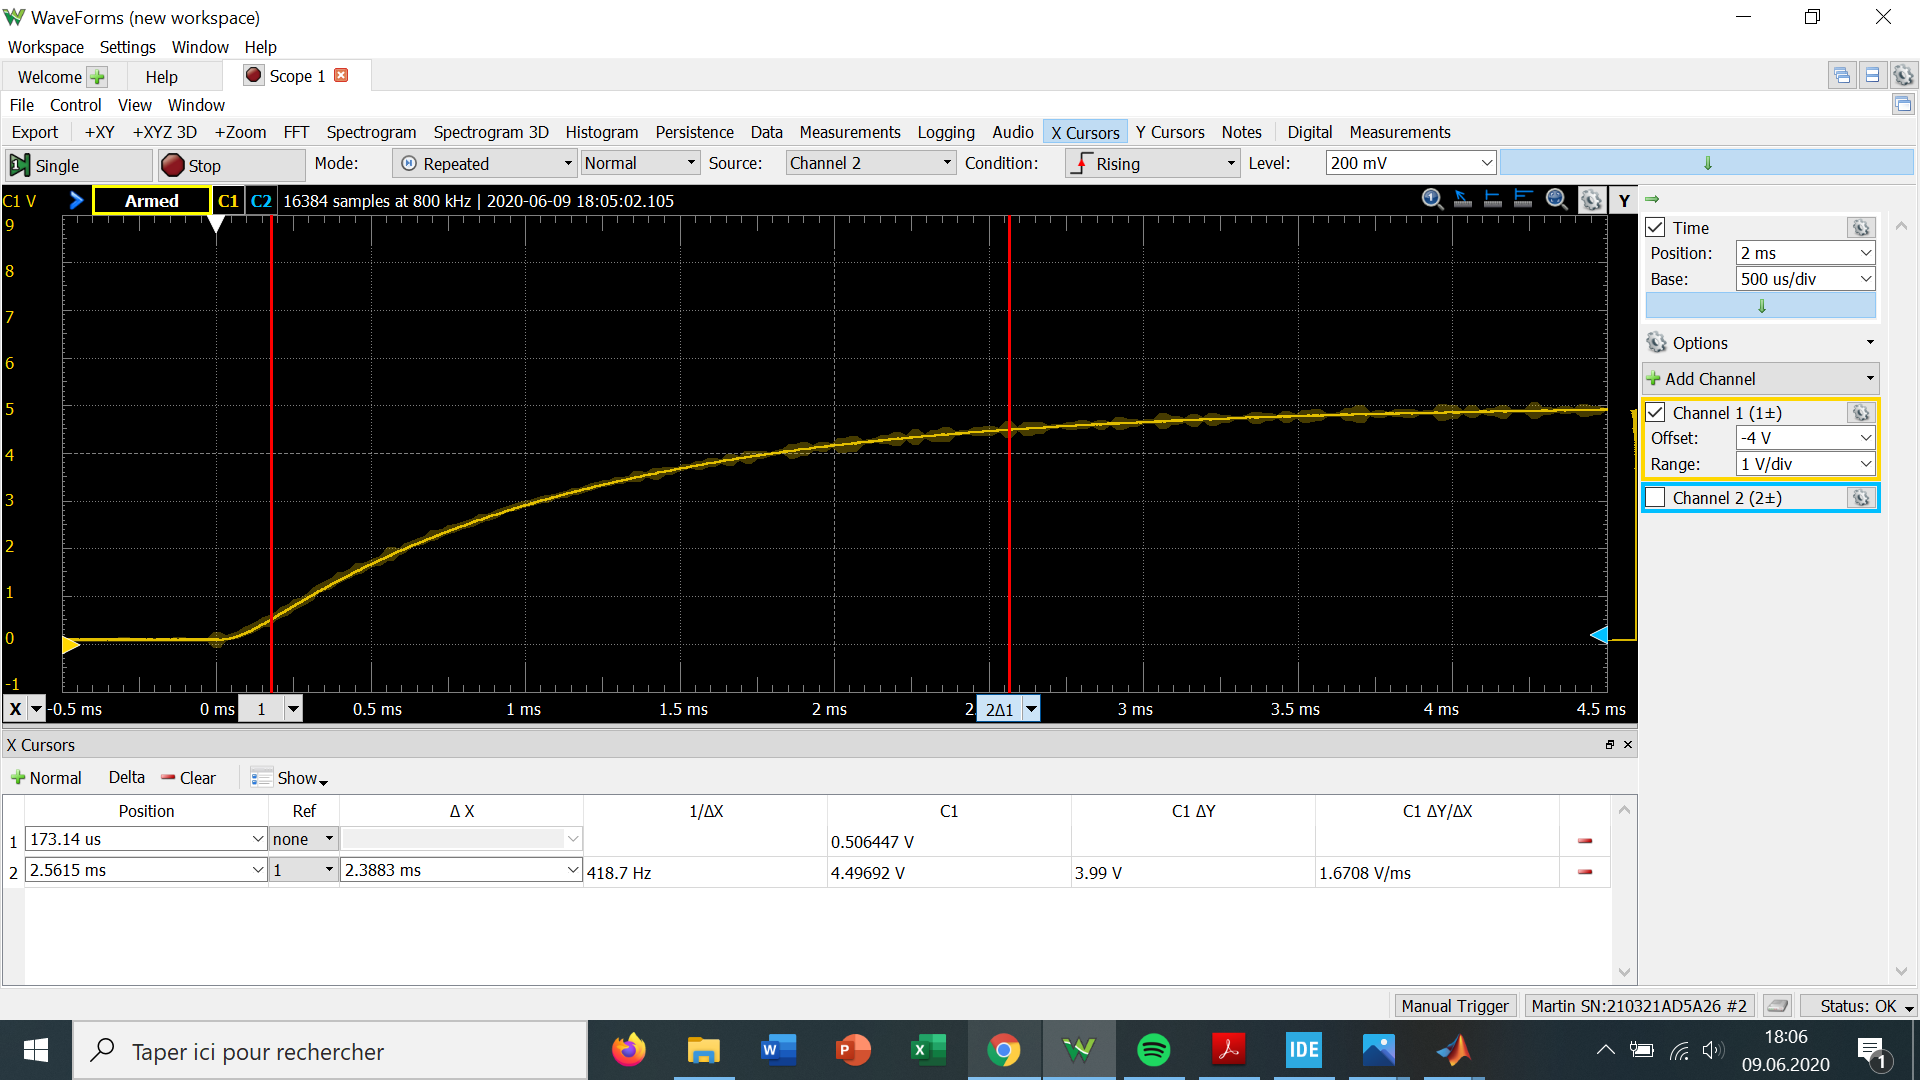 WaveForms (new workspace)
Workspace Settings Window Help
Welcome Help Scope 1
File Control View Window
Export +XY +XYZ 3D +Zoom FFT Spectrogram Spectrogram 3D Histogram Persistence Data Measurements Logging Audio X Cursors Y Cursors Notes Digital Measurements
Single Stop Mode: Repeated Normal Source: Channel 2 Condition: Rising Level: 200 mV
C1 V Armed C1 C2 16384 samples at 800 kHz | 2020-06-09 18:05:02.105 Y
9
8
7
6
5
4
3
2
1
0
-1
X -0.5 ms 0 ms 1 0.5 ms 1 ms 1.5 ms 2 ms 2. 2Δ1 3 ms 3.5 ms 4 ms 4.5 ms
Time
Position: 2 ms
Base: 500 us/div
Options
Add Channel
Channel 1 (1±)
Offset: -4 V
Range: 1 V/div
Channel 2 (2±)
X Cursors
Normal Delta Clear Show
Position Ref Δ X 1/ΔX C1 C1 ΔY C1 ΔY/ΔX
1 173.14 us none 0.506447 V
2 2.5615 ms 1 2.3883 ms 418.7 Hz 4.49692 V 3.99 V 1.6708 V/ms
Manual Trigger Martin SN:210321AD5A26 #2 Status: OK
Taper ici pour rechercher
IDE
18:06
09.06.2020
1